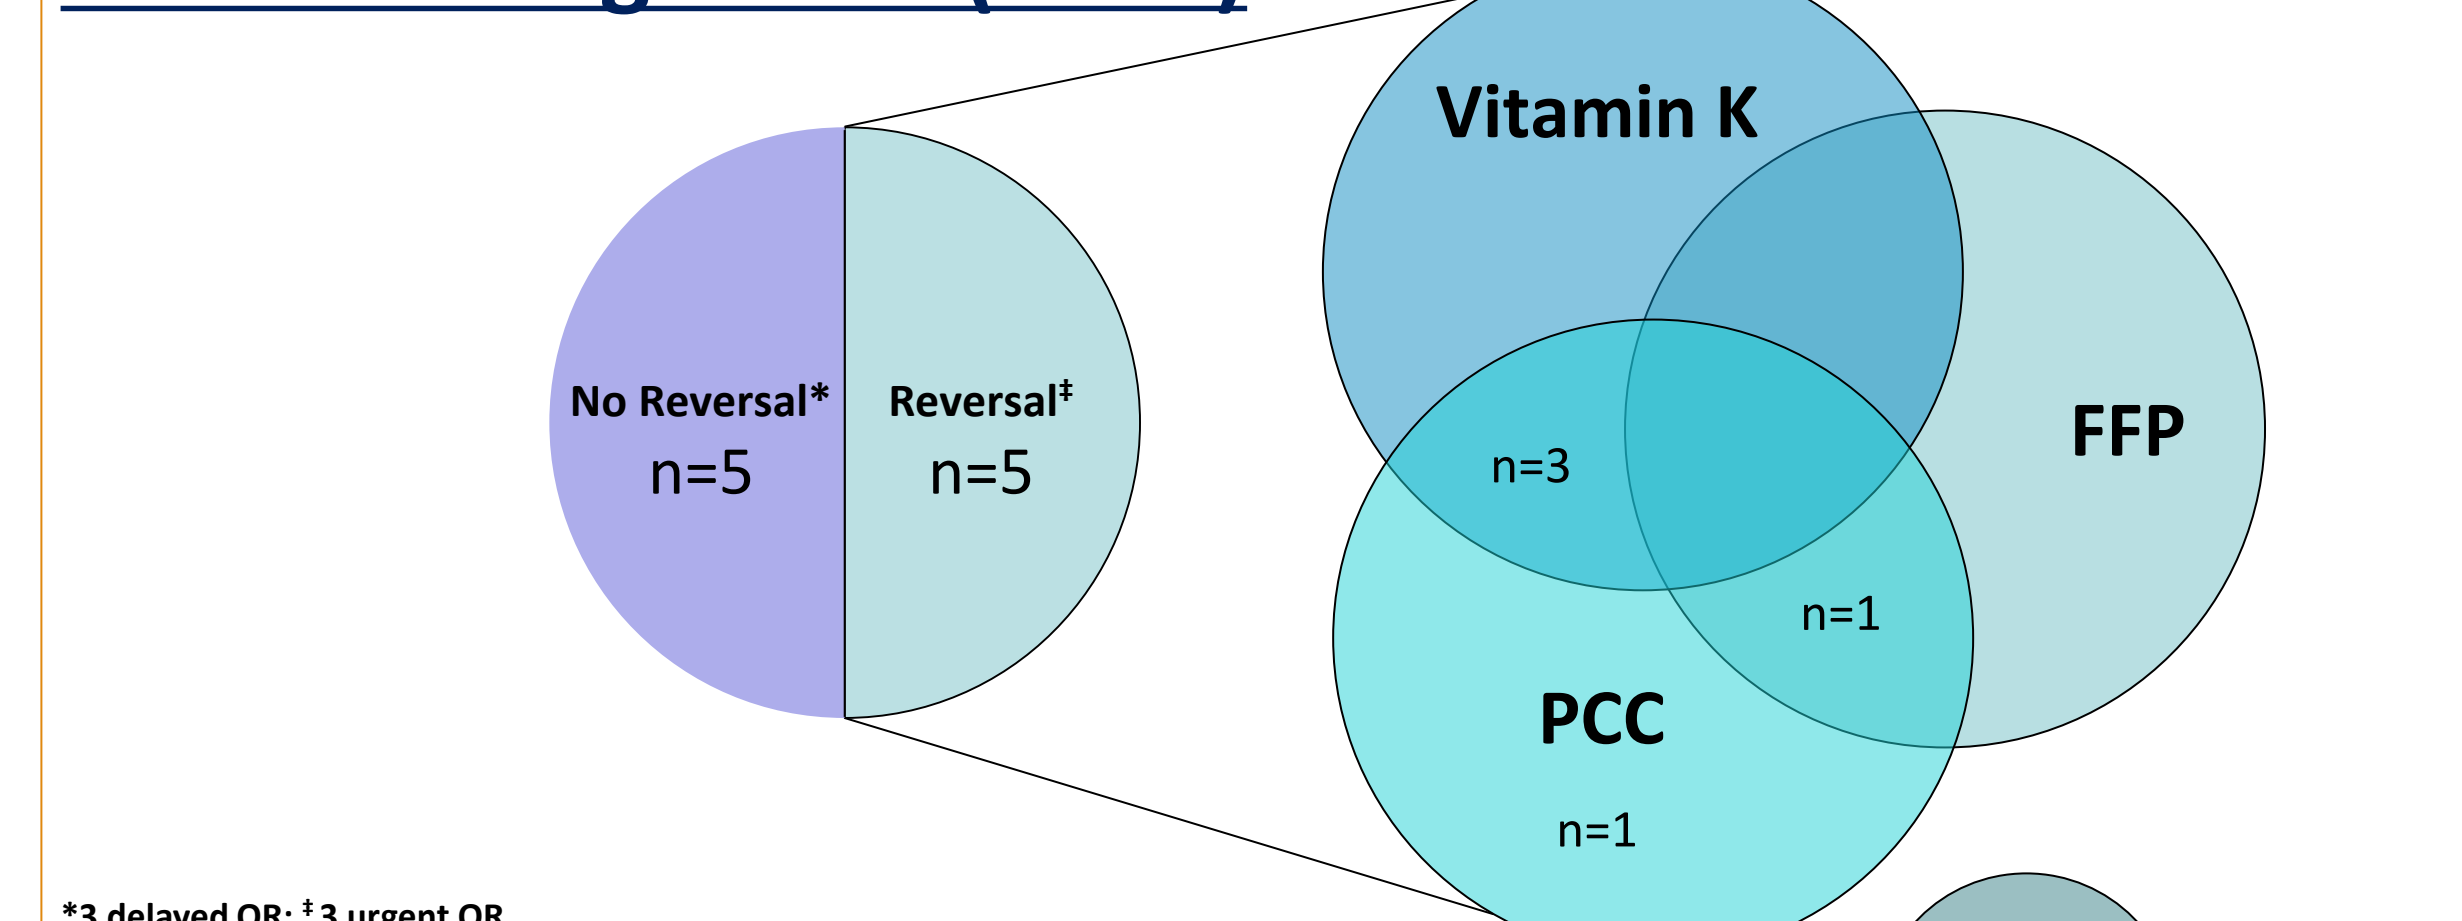 Vitamin K
FFP
No Reversal*
n=5
Reversal‡
n=5
n=3
n=1
PCC
n=1
*3 delayed OR; ‡ 3 urgent OR